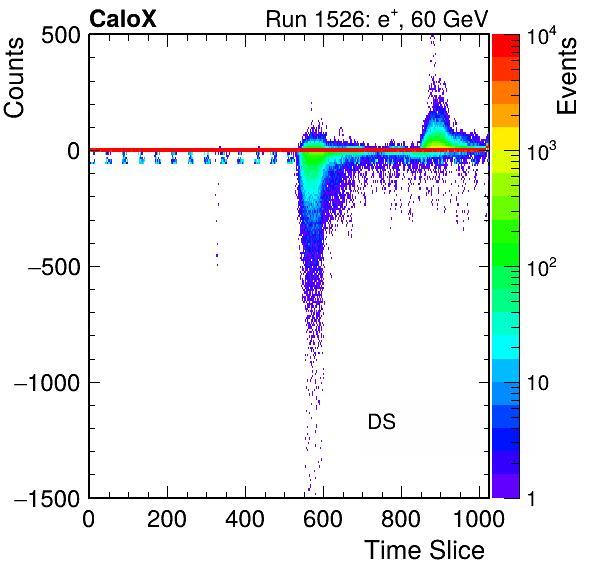 CaloX Run 1526: e⁺, 60 GeV
Counts
500
0
−500
−1000
−1500
0 200 400 600 800 1000
Time Slice
DS
Events
10⁴
10³
10²
10
1